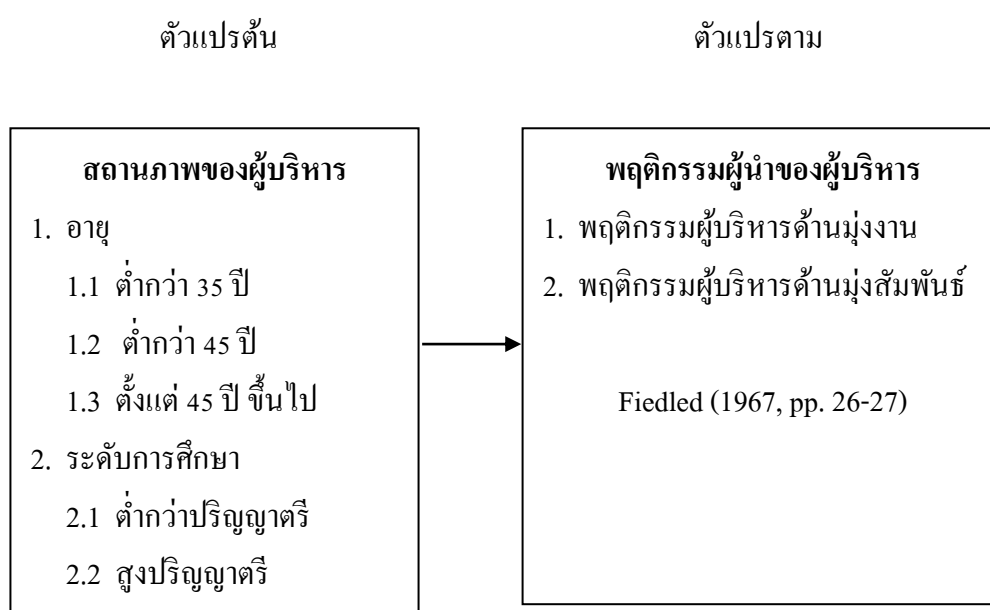 ตัวแปรต้น
ตัวแปรตาม
สถานภาพของผู้บริหาร
1. อายุ
1.1 ต่ำกว่า 35 ปี
1.2 ต่ำกว่า 45 ปี
1.3 ตั้งแต่ 45 ปี ขึ้นไป
2. ระดับการศึกษา
2.1 ต่ำกว่าปริญญาตรี
2.2 สูงปริญญาตรี
พฤติกรรมผู้นำของผู้บริหาร
1. พฤติกรรมผู้บริหารด้านมุ่งงาน
2. พฤติกรรมผู้บริหารด้านมุ่งสัมพันธ์
Fiedled (1967, pp. 26-27)